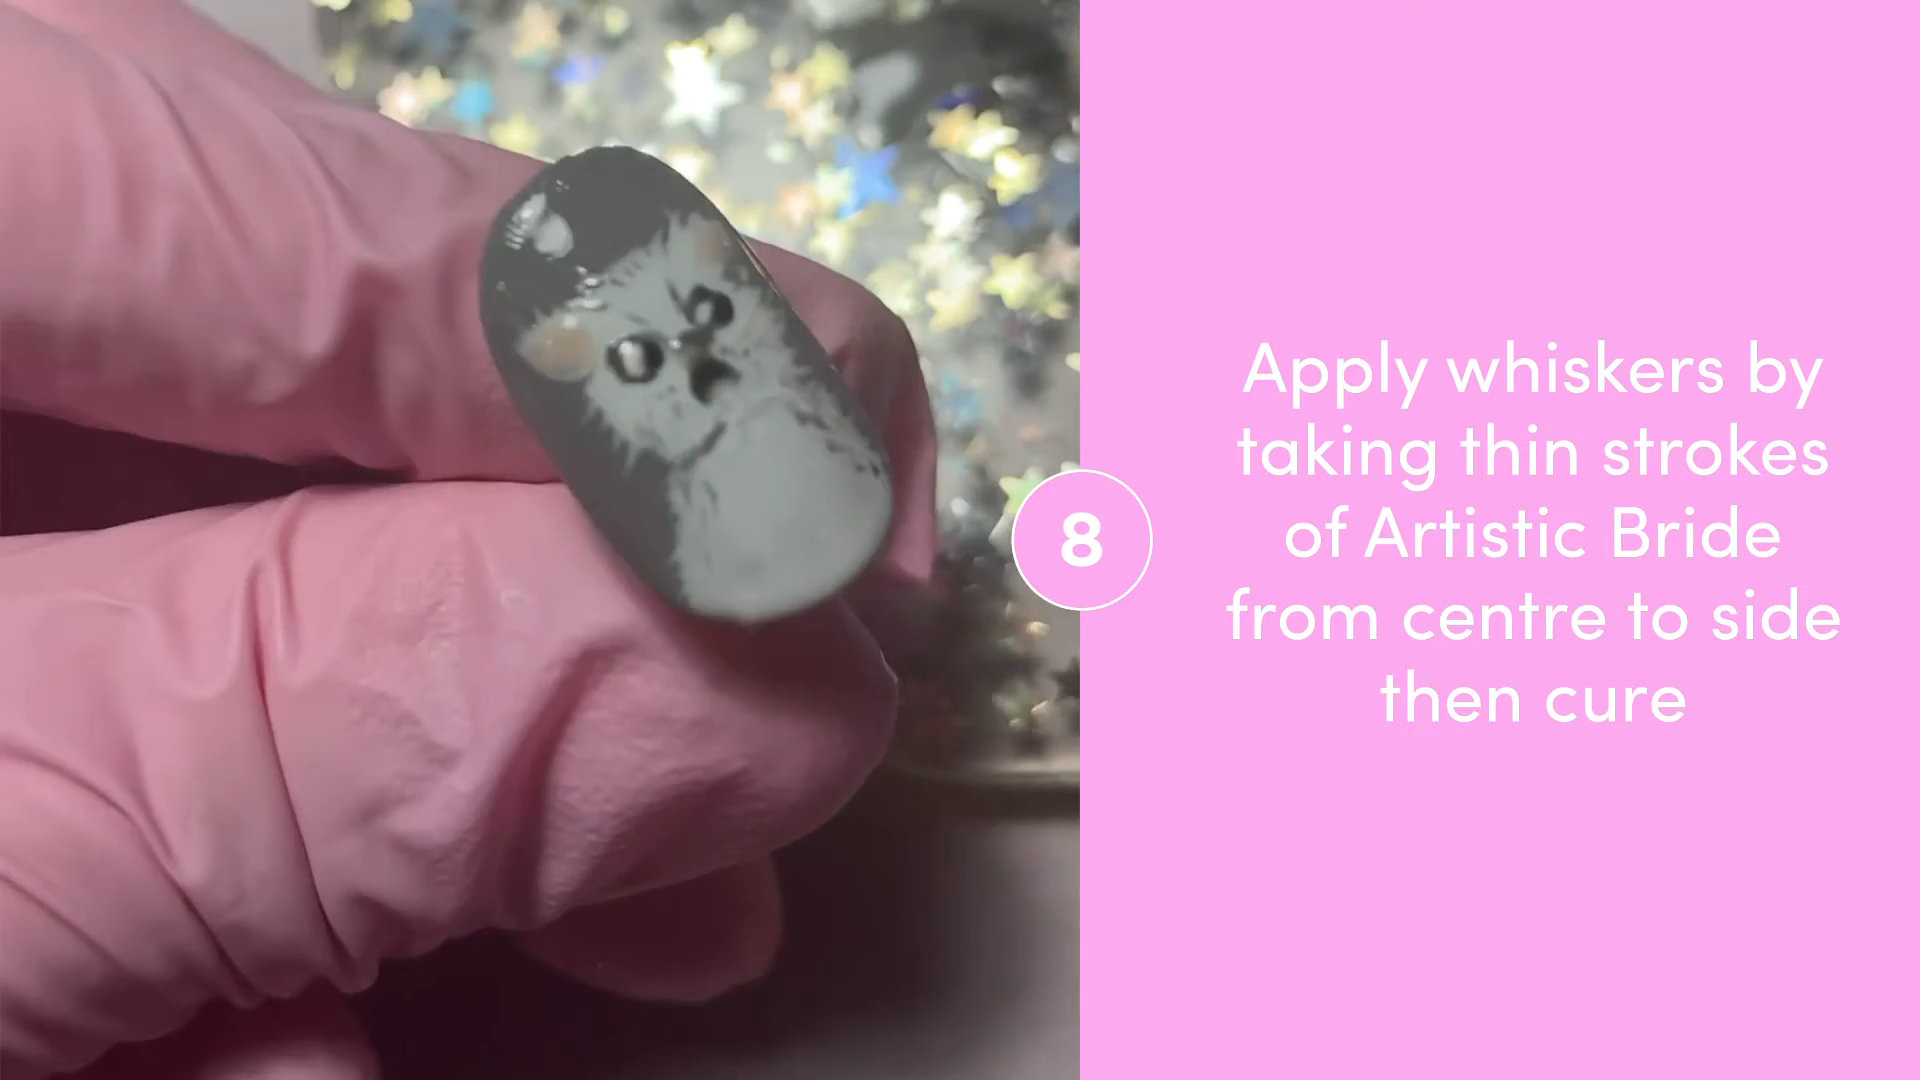 8
Apply whiskers by
taking thin strokes
of Artistic Bride
from centre to side
then cure